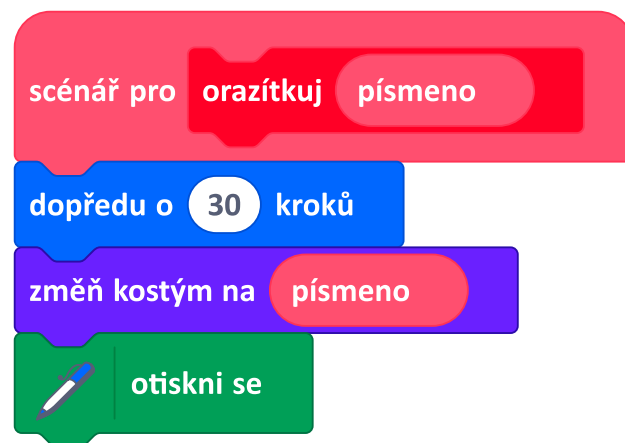 scénář pro orazítkuj písmeno
dopředu o 30 kroků
změň kostým na písmeno
otiskni se